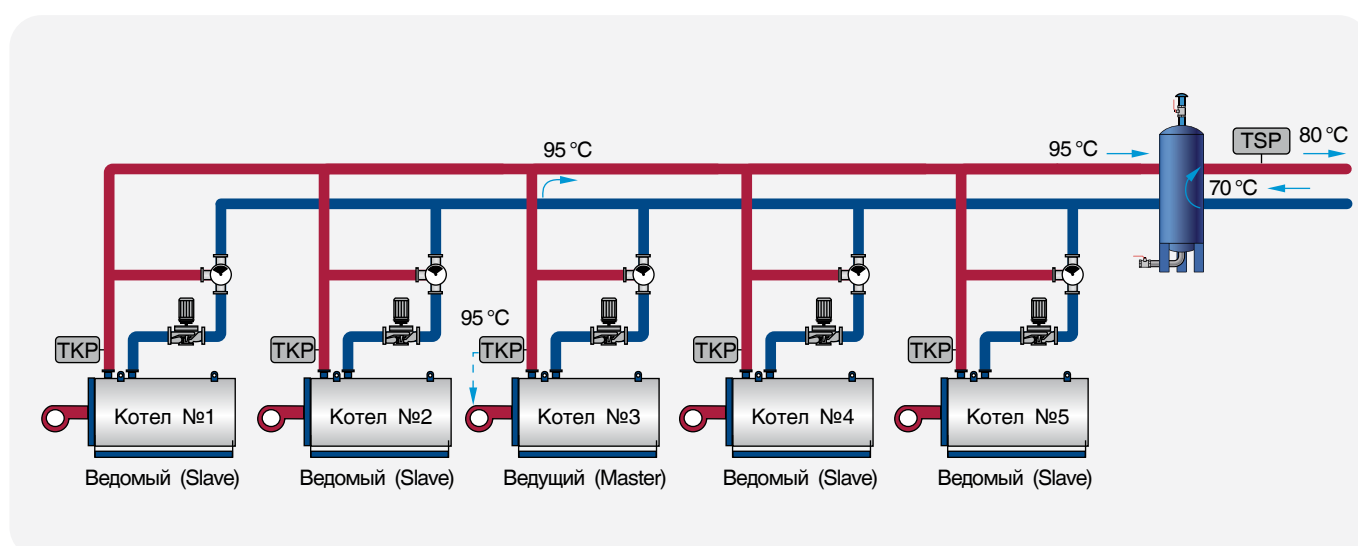 95 °C
95 °C
TSP
80 °C
70 °C
95 °C
TKP
TKP
TKP
TKP
TKP
Котел №1
Котел №2
Котел №3
Котел №4
Котел №5
Ведомый (Slave)
Ведомый (Slave)
Ведущий (Master)
Ведомый (Slave)
Ведомый (Slave)